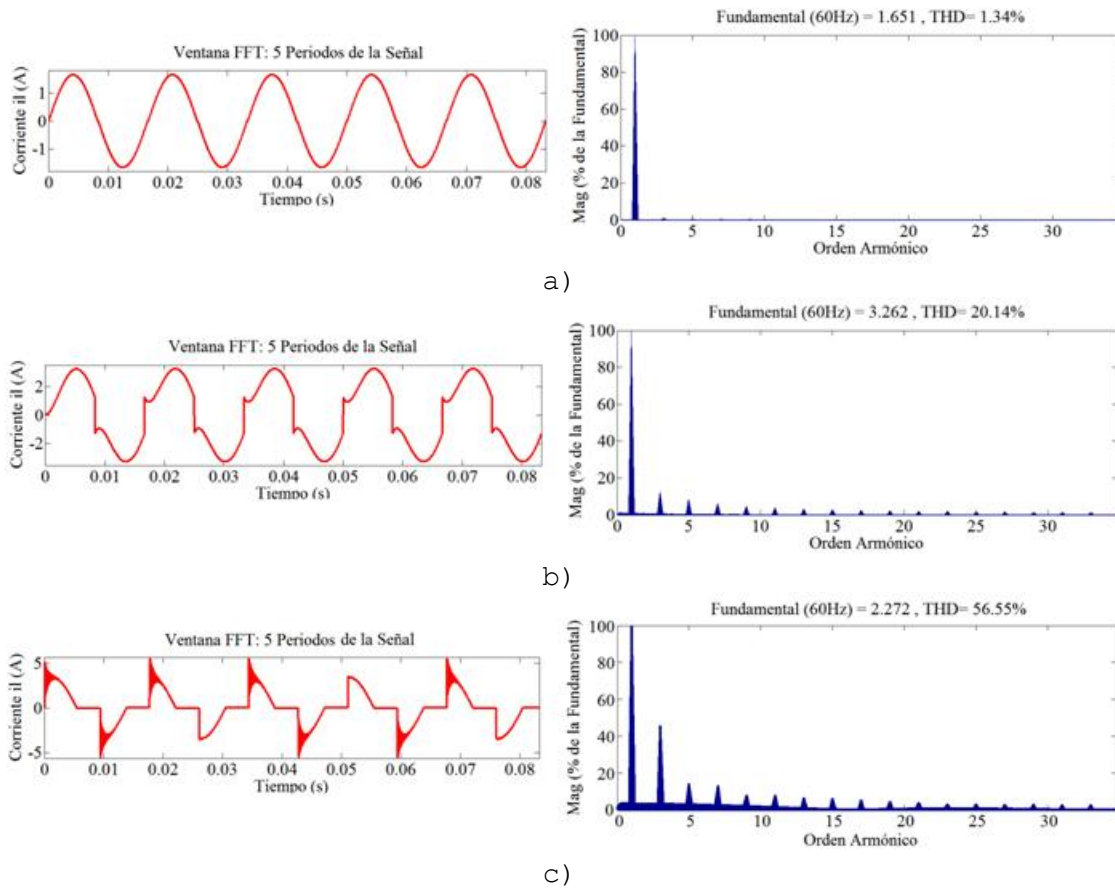 Fundamental (60Hz) = 1.651 , THD= 1.34%
Ventana FFT: 5 Periodos de la Señal
Corriente il (A)
1
0
-1
0 0.01 0.02 0.03 0.04 0.05 0.06 0.07 0.08
Tiempo (s)
Mag (% de la Fundamental)
100
80
60
40
20
0
0 5 10 15 20 25 30
Orden Armónico
a)
Fundamental (60Hz) = 3.262 , THD= 20.14%
Ventana FFT: 5 Periodos de la Señal
Corriente il (A)
2
0
-2
0 0.01 0.02 0.03 0.04 0.05 0.06 0.07 0.08
Tiempo (s)
Mag (% de la Fundamental)
100
80
60
40
20
0
0 5 10 15 20 25 30
Orden Armónico
b)
Fundamental (60Hz) = 2.272 , THD= 56.55%
Ventana FFT: 5 Periodos de la Señal
Corriente il (A)
5
0
-5
0 0.01 0.02 0.03 0.04 0.05 0.06 0.07 0.08
Tiempo (s)
Mag (% de la Fundamental)
100
80
60
40
20
0
0 5 10 15 20 25 30
Orden Armónico
c)